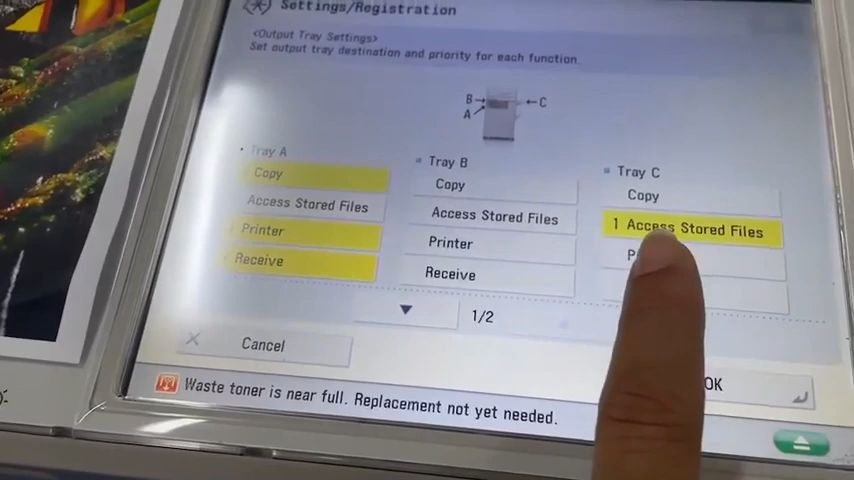 Settings/Registration
<Output Tray Settings>
Set output tray destination and priority for each function.
B
C
A
Tray A
Copy
Access Stored Files
Printer
Receive
Tray B
Copy
Access Stored Files
Printer
Receive
Tray C
Copy
1 Access Stored Files
1/2
Cancel
OK
Waste toner is near full. Replacement not yet needed.